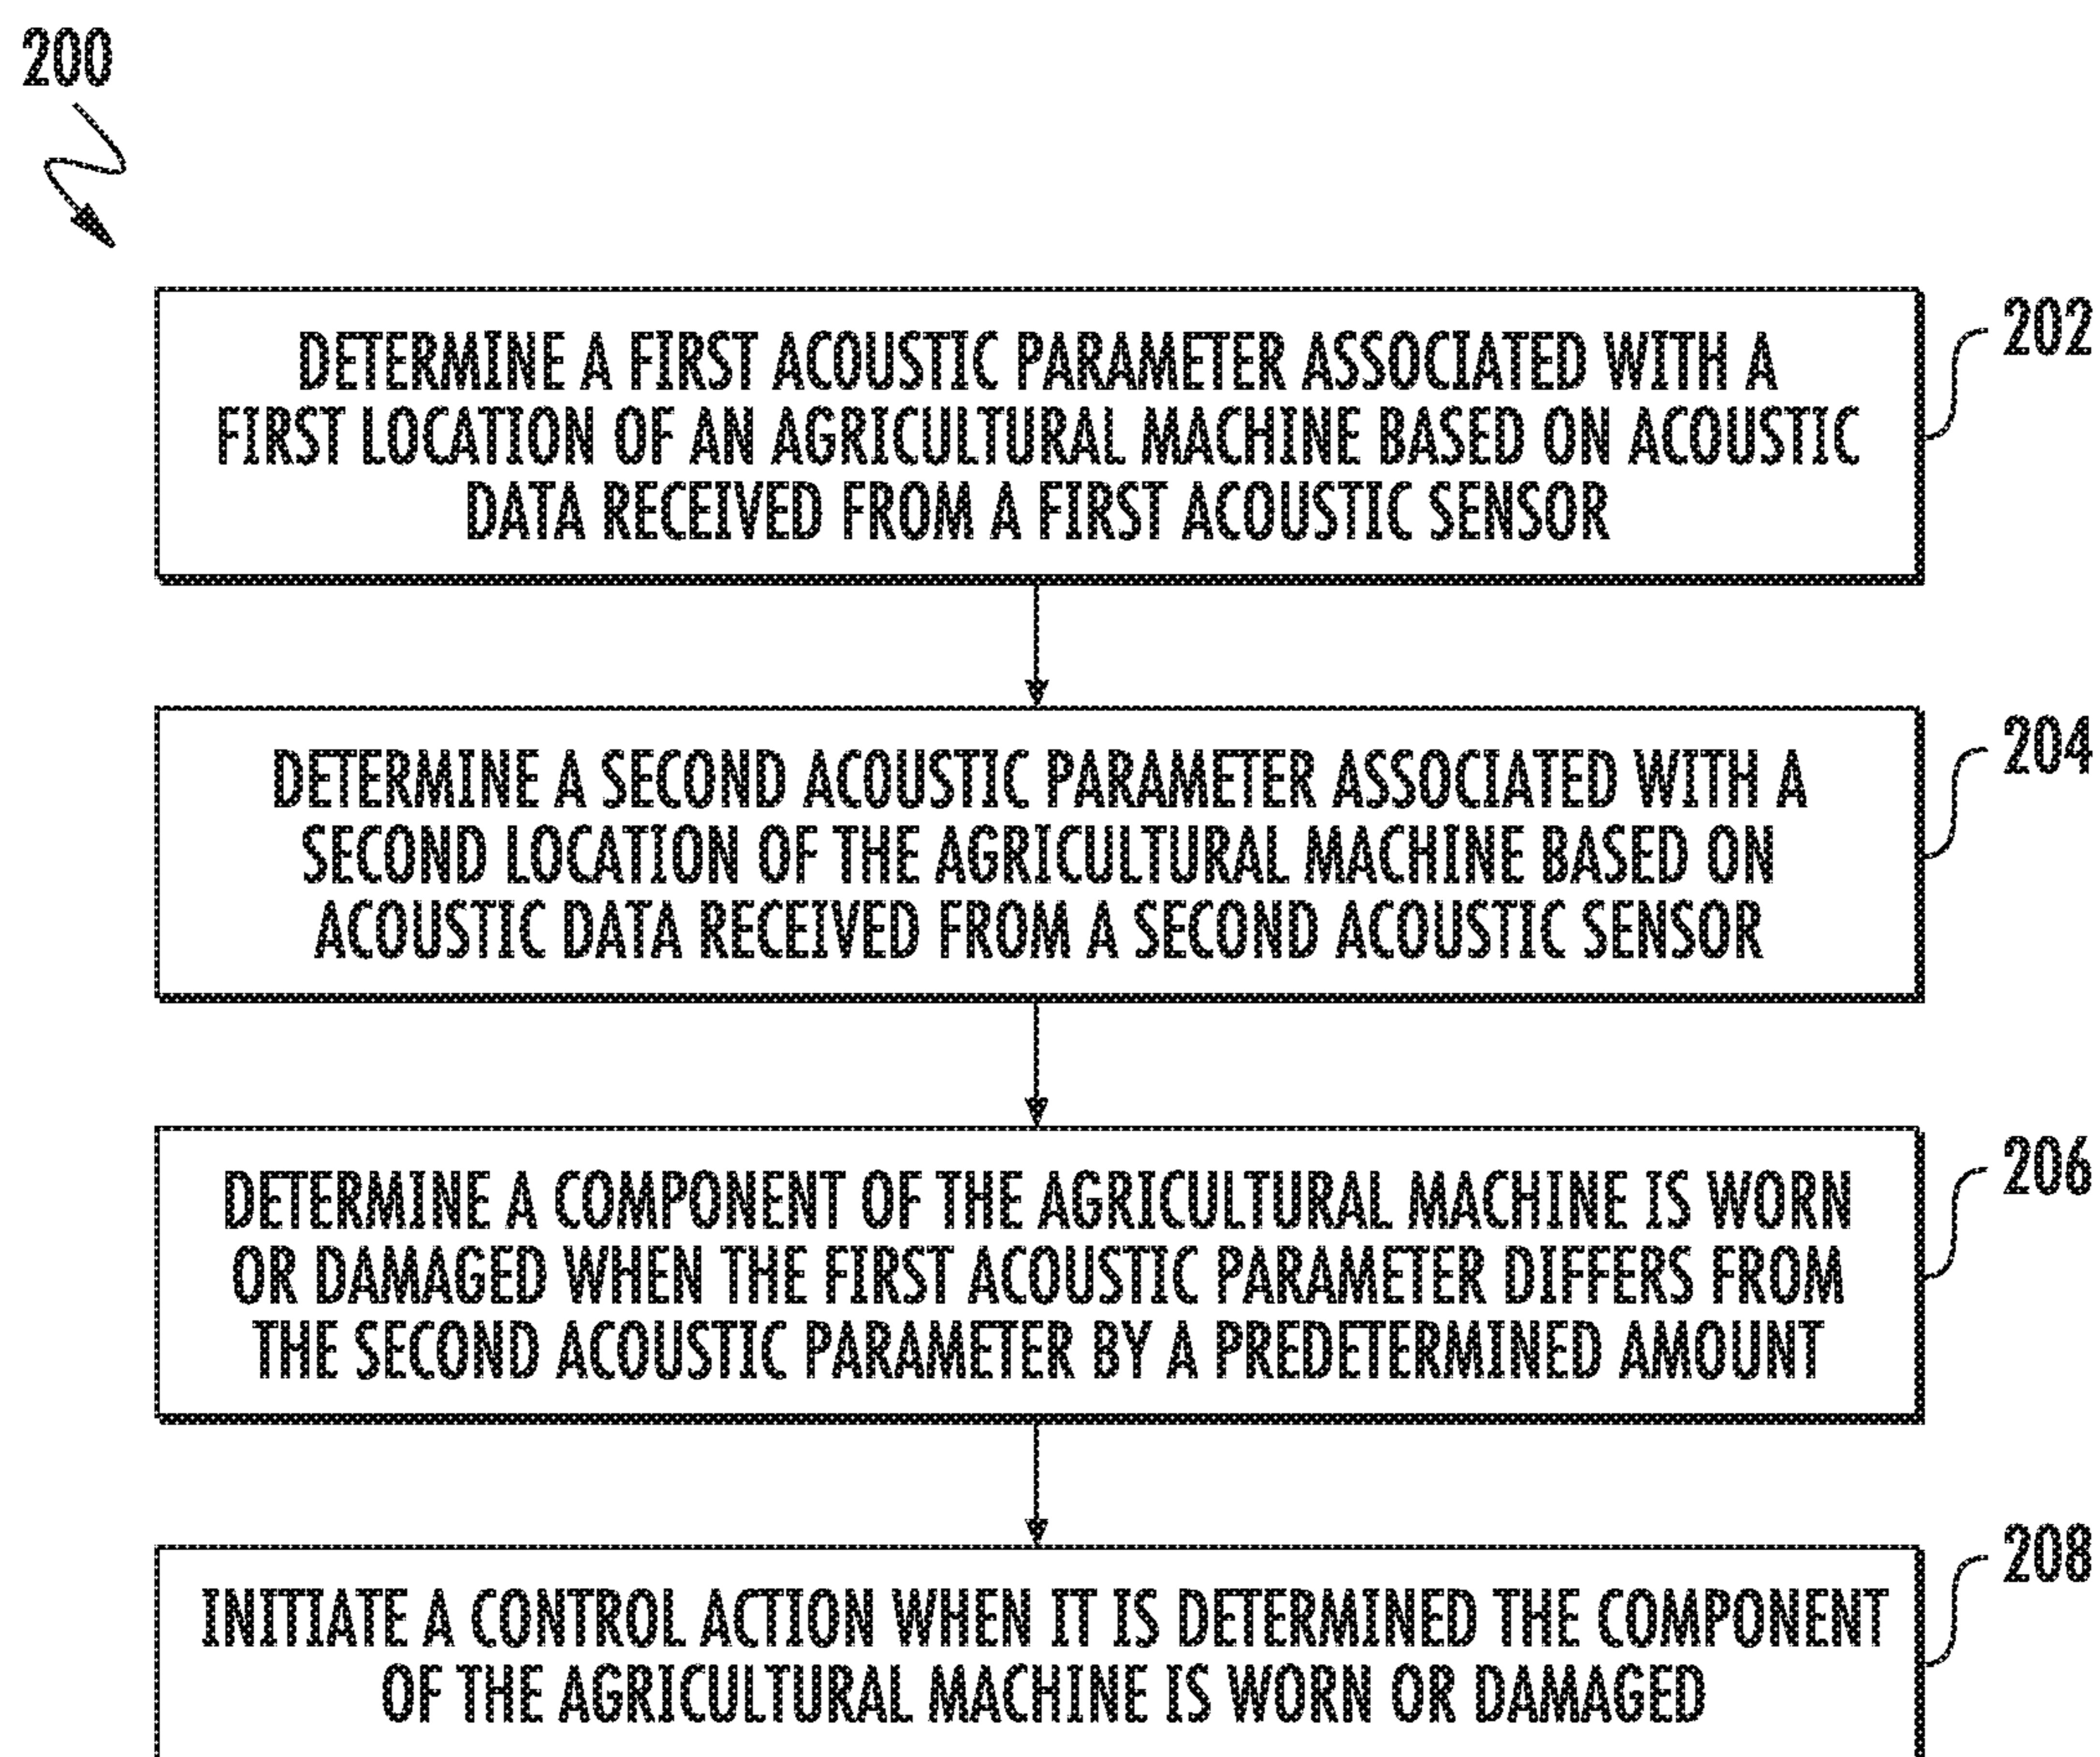 200
DETERMINE A FIRST ACOUSTIC PARAMETER ASSOCIATED WITH A
FIRST LOCATION OF AN AGRICULTURAL MACHINE BASED ON ACOUSTIC
DATA RECEIVED FROM A FIRST ACOUSTIC SENSOR
202
DETERMINE A SECOND ACOUSTIC PARAMETER ASSOCIATED WITH A
SECOND LOCATION OF THE AGRICULTURAL MACHINE BASED ON
ACOUSTIC DATA RECEIVED FROM A SECOND ACOUSTIC SENSOR
204
DETERMINE A COMPONENT OF THE AGRICULTURAL MACHINE IS WORN
OR DAMAGED WHEN THE FIRST ACOUSTIC PARAMETER DIFFERS FROM
THE SECOND ACOUSTIC PARAMETER BY A PREDETERMINED AMOUNT
206
INITIATE A CONTROL ACTION WHEN IT IS DETERMINED THE COMPONENT
OF THE AGRICULTURAL MACHINE IS WORN OR DAMAGED
208